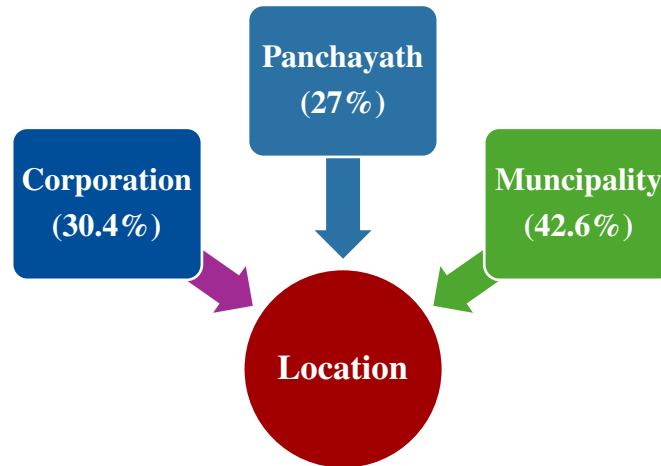 Panchayath
(27%)
Corporation
(30.4%)
Muncipality
(42.6%)
Location